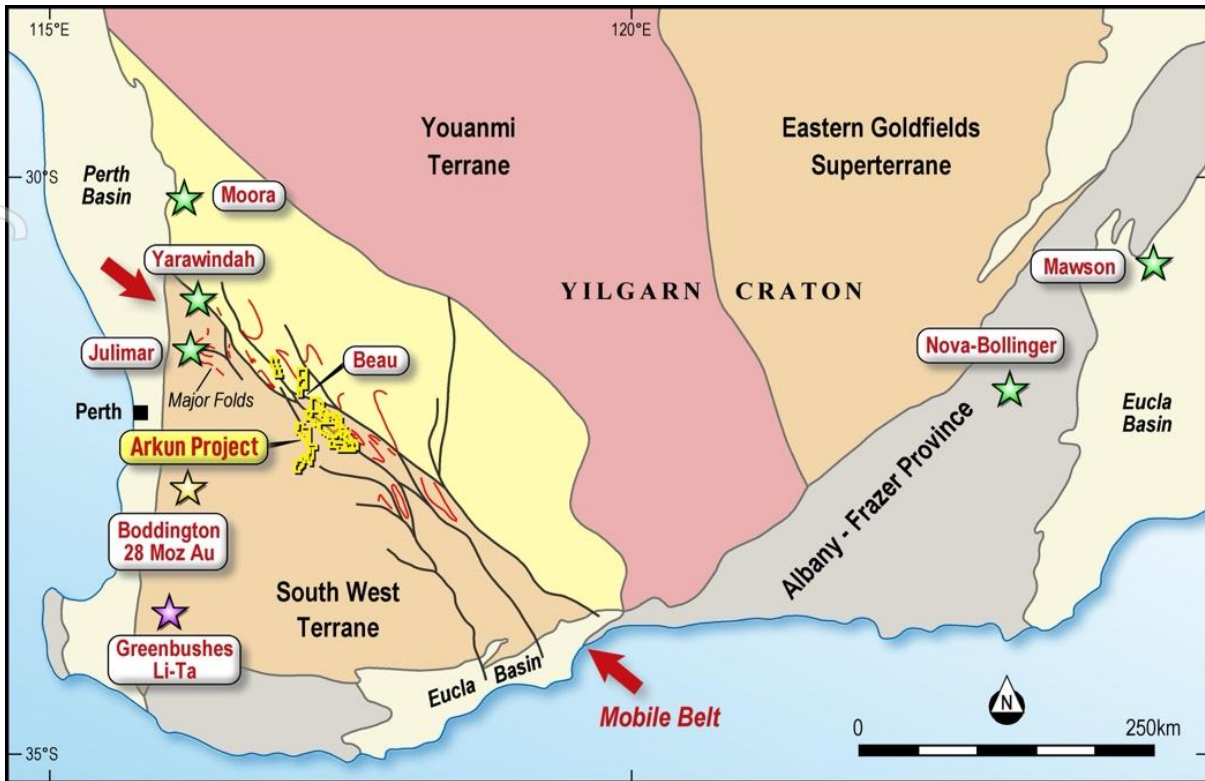 115°E
120°E
Youanmi
Terrane
Eastern Goldfields
Superterrane
Perth
Basin
30°S
Moora
Yarawindah
Mawson
YILGARN CRATON
Julimar
Beau
Nova-Bollinger
Major Folds
Perth
Eucla
Basin
Arkun Project
Albany - Frazer Province
Boddington
28 Moz Au
South West
Terrane
Greenbushes
Li-Ta
Eucla Basin
Mobile Belt
N
0 250km
35°S